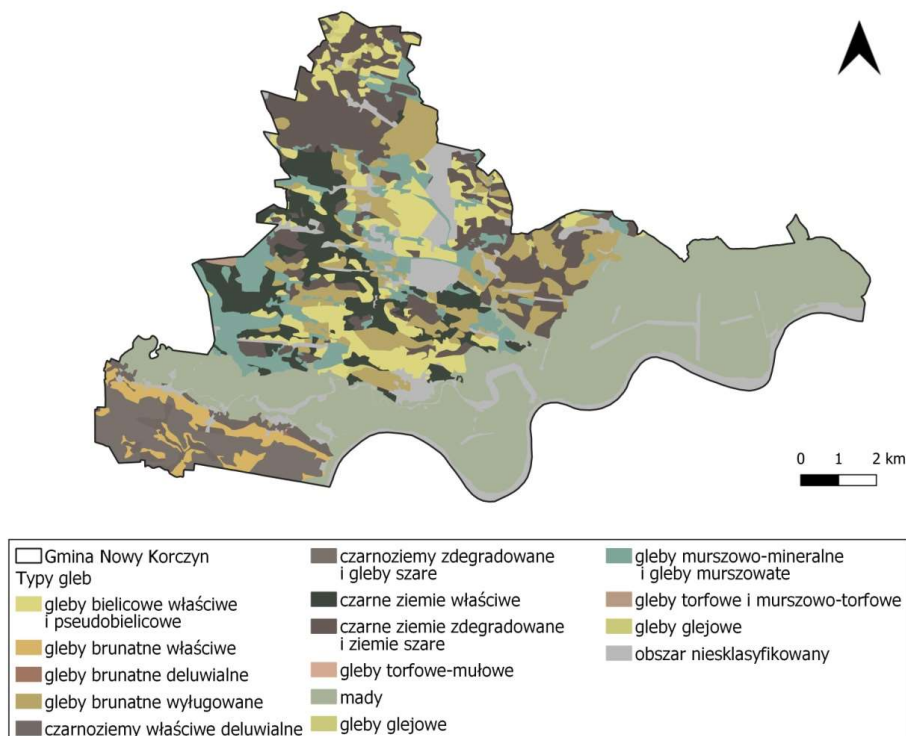 0 1 2 km
Gmina Nowy Korczyn
Typy gleb
gleby bielicowe właściwe
i pseudobielicowe
gleby brunatne właściwe
gleby brunatne deluwialne
gleby brunatne wyługowane
czarnoziemy właściwe deluwialne
czarnoziemy zdegradowane
i gleby szare
czarne ziemie właściwe
czarne ziemie zdegradowane
i ziemie szare
gleby torfowe-mułowe
mady
gleby glejowe
gleby murszowo-mineralne
i gleby murszowate
gleby torfowe i murszowo-torfowe
gleby glejowe
obszar niesklasyfikowany